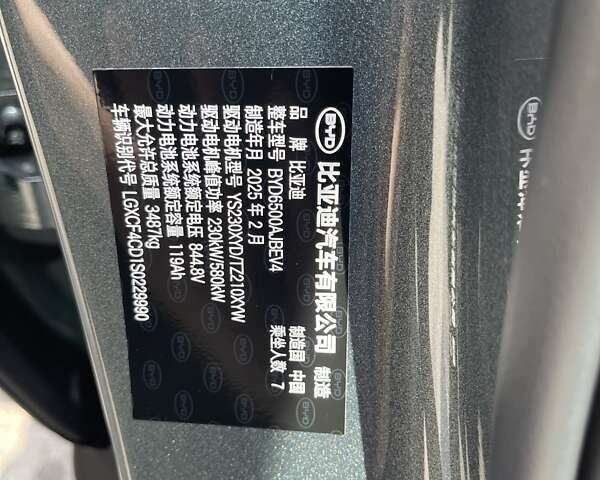 BYD 比亚迪汽车有限公司 制造
品 牌 比亚迪 制造国 中国
整车型号 BYD6500AJBEV4 乘坐人数 7
制造年月 2025 年 2 月
驱动电机型号 YS230XYD/TZ210XYW
驱动电机峰值功率 230kW/580kW
动力电池系统额定电压 844.8V
动力电池系统额定容量 119Ah
最大允许总质量 3487kg
车辆识别代号 LGXCF4CD1S0229990